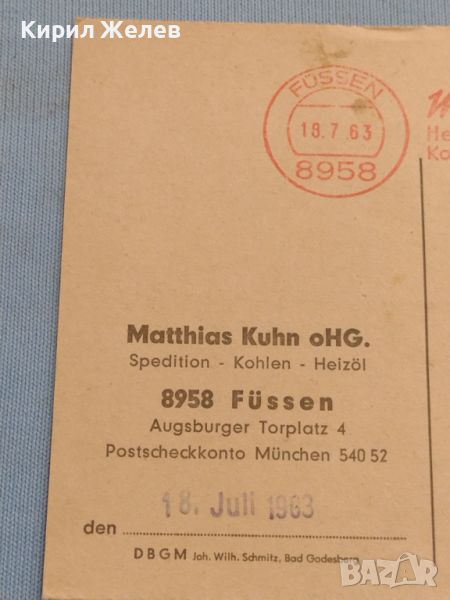 Кирил Желев
FÜSSEN
18.7.63
8958
He
Ko
Matthias Kuhn oHG.
Spedition - Kohlen - Heizöl
8958 Füssen
Augsburger Torplatz 4
Postscheckkonto München 540 52
18. Juli 1963
den
DBGM Joh. Wilh. Schmitz, Bad Godesberg
BAZAR